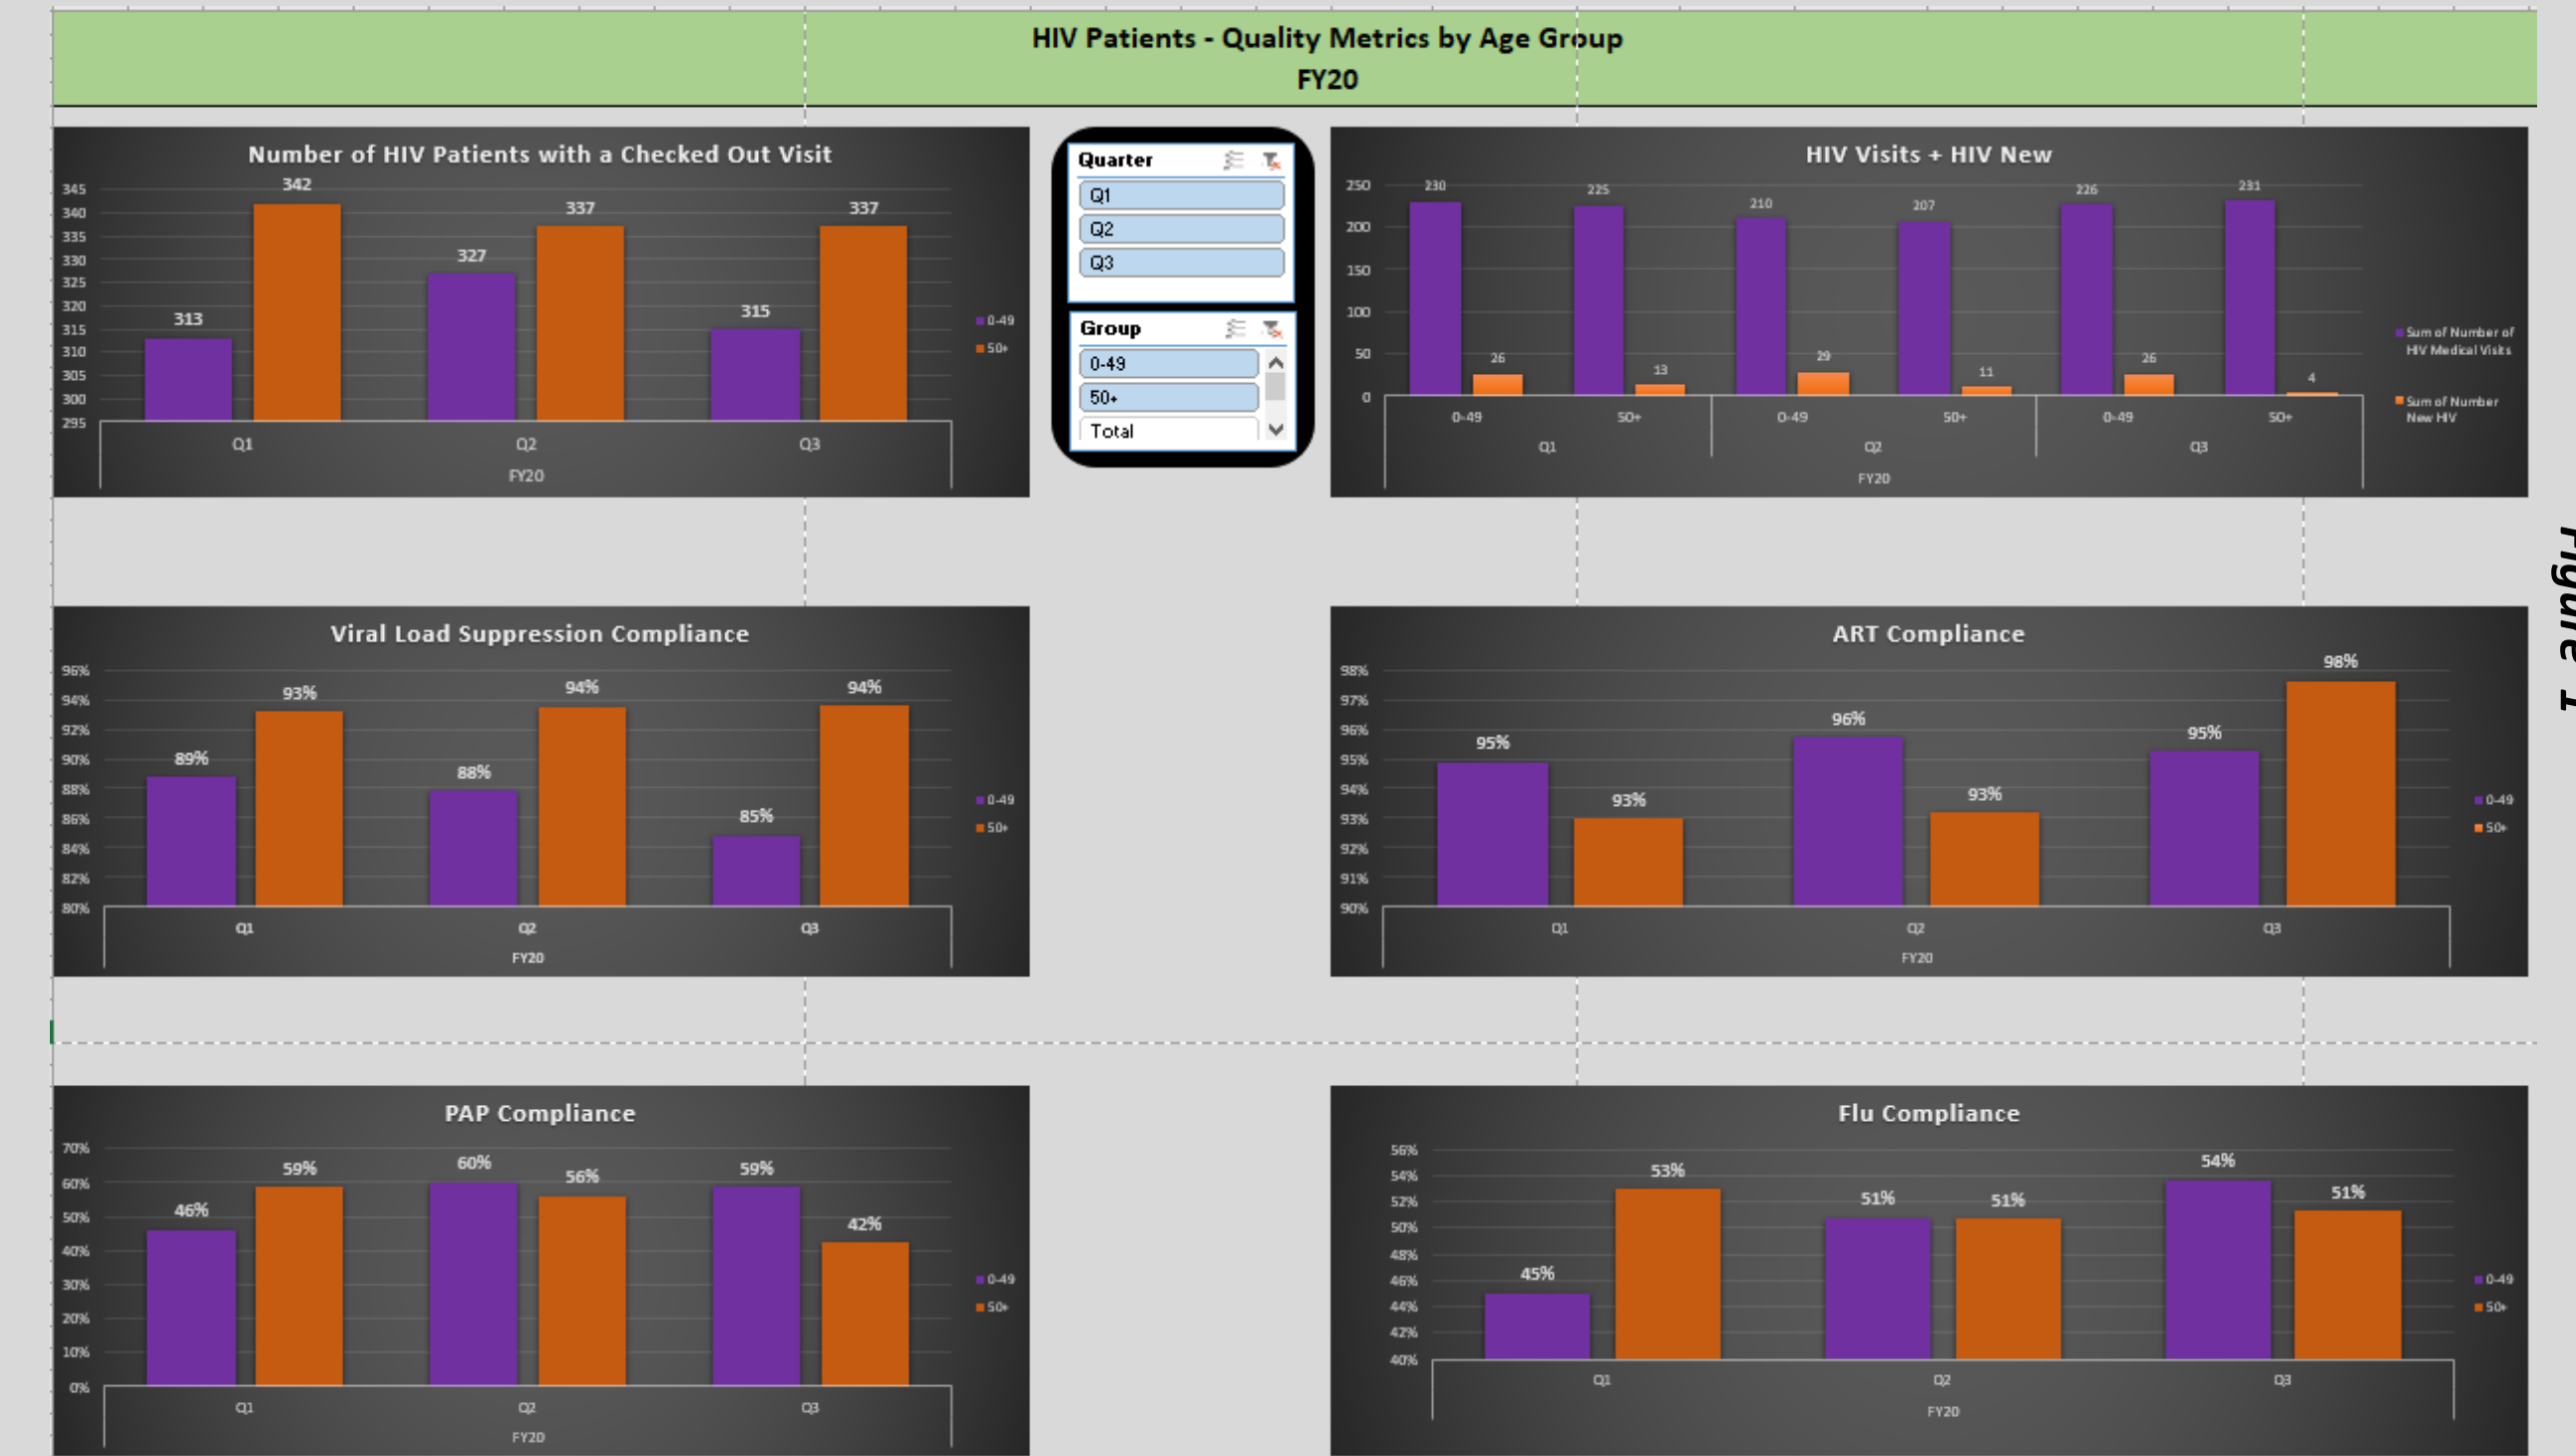 HIV Patients - Quality Metrics by Age Group
FY20
Number of HIV Patients with a Checked Out Visit
345
340
335
330
325
320
315
310
305
300
295
313
342
327
337
315
337
Q1
Q2
Q3
FY20
0-49
50+
Quarter
Q1
Q2
Q3
Group
0-49
50+
Total
HIV Visits + HIV New
250
200
150
100
50
0
230
26
225
13
210
29
207
11
226
26
231
4
0-49
50+
0-49
50+
0-49
50+
Q1
Q2
Q3
FY20
Sum of Number of
HIV Medical Visits
Sum of Number
New HIV
Figure 1
Viral Load Suppression Compliance
96%
94%
92%
90%
88%
86%
84%
82%
80%
89%
93%
88%
94%
85%
94%
Q1
Q2
Q3
FY20
0-49
50+
ART Compliance
98%
97%
96%
95%
94%
93%
92%
91%
90%
95%
93%
96%
93%
95%
98%
Q1
Q2
Q3
FY20
0-49
50+
PAP Compliance
70%
60%
50%
40%
30%
20%
10%
0%
46%
59%
60%
56%
59%
42%
Q1
Q2
Q3
FY20
0-49
50+
Flu Compliance
56%
54%
52%
50%
48%
46%
44%
42%
40%
45%
53%
51%
51%
54%
51%
Q1
Q2
Q3
FY20
0-49
50+